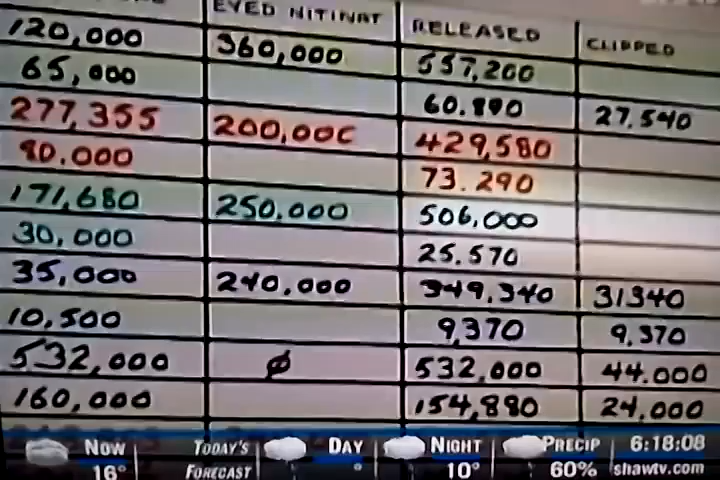 EYED NITINAT RELEASED CLIPPED
120,000 360,000 557,200
65,000 60.890 27.540
277,355 200,000 429,580
90.000 73.290
171,680 250.000 506,000
30,000 25.570
35,000 240,000 349,340 31340
10,500 9,370 9,370
532,000 ø 532,000 44.000
160,000 154,880 24,000
NOW 16° TODAY'S FORECAST DAY ° NIGHT 10° PRECIP 60% 6:18:08 shawtv.com